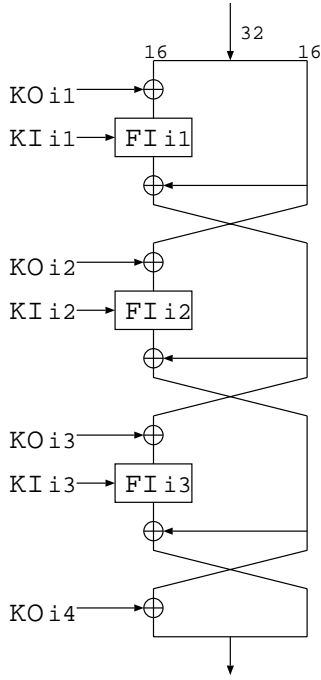 32
16 16
KOi1
KIi1 FIi1
KOi2
KIi2 FIi2
KOi3
KIi3 FIi3
KOi4